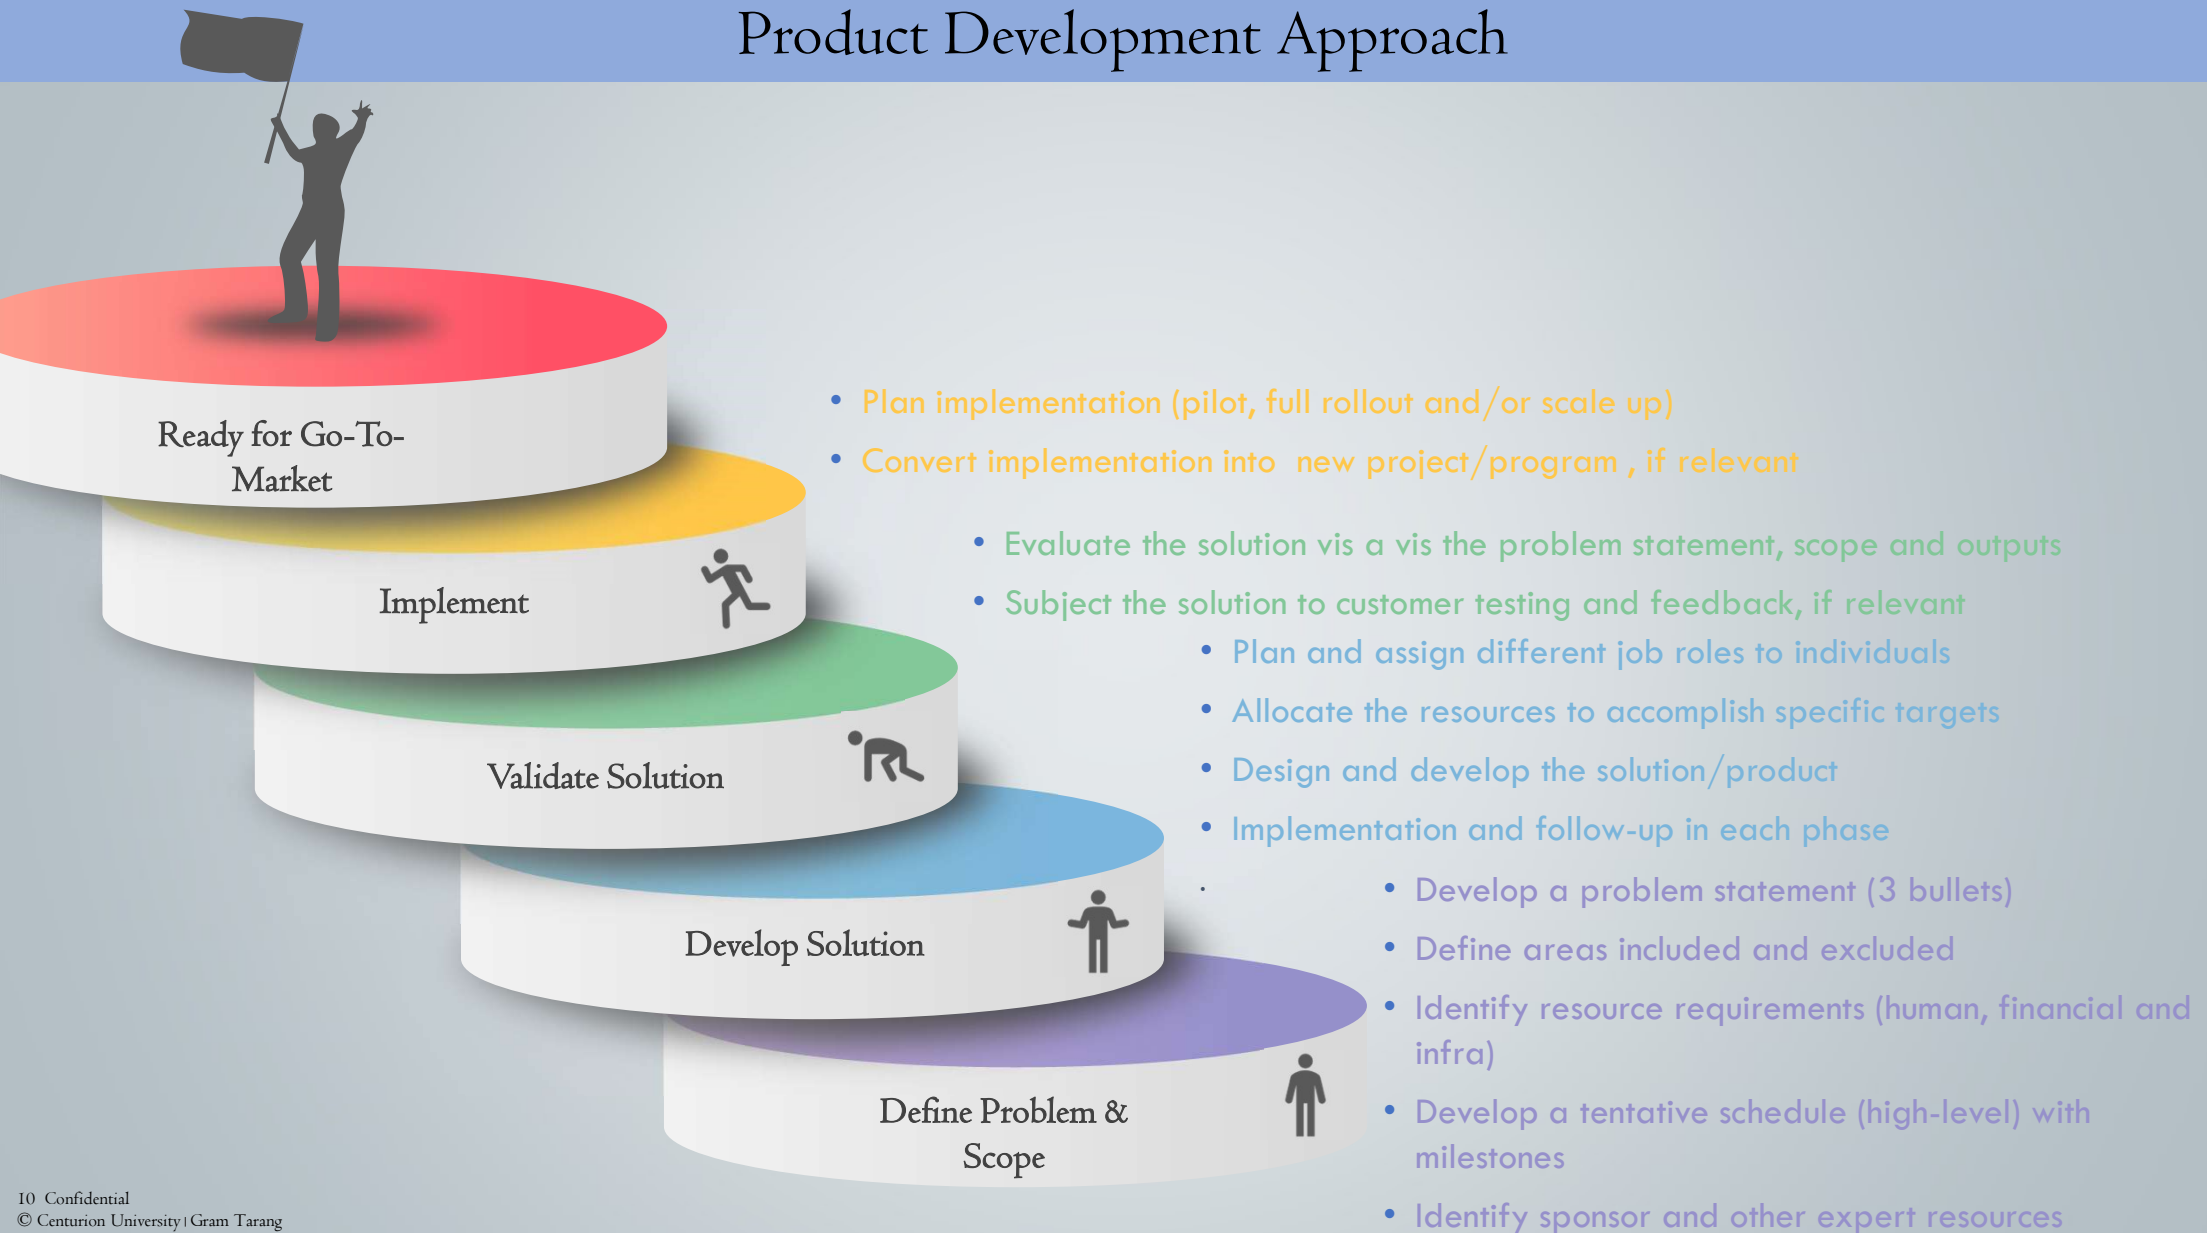 Product Development Approach
Ready for Go-To-
Market
• Plan implementation (pilot, full rollout and/or scale up)
• Convert implementation into  new project/program , if relevant
Implement
• Evaluate the solution vis a vis the problem statement, scope and outputs
• Subject the solution to customer testing and feedback, if relevant
Validate Solution
• Plan and assign different job roles to individuals
• Allocate the resources to accomplish specific targets
• Design and develop the solution/product
• Implementation and follow-up in each phase
Develop Solution
• Develop a problem statement (3 bullets)
• Define areas included and excluded
• Identify resource requirements (human, financial and
infra)
• Develop a tentative schedule (high-level) with
milestones
• Identify sponsor and other expert resources
Define Problem &
Scope
10 Confidential
© Centurion University | Gram Tarang